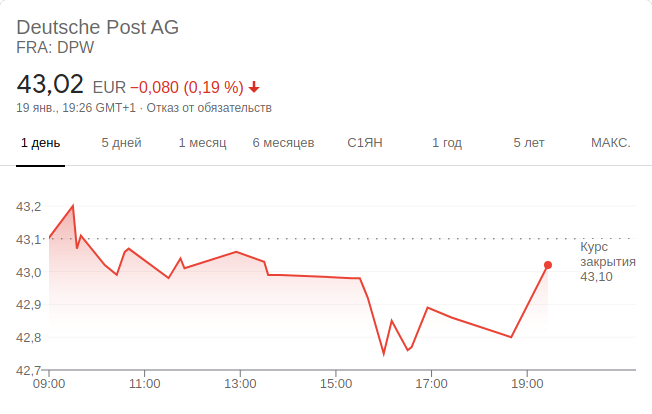 Deutsche Post AG
FRA: DPW
43,02 EUR −0,080 (0,19 %)
19 янв., 19:26 GMT+1 · Отказ от обязательств
1 день 5 дней 1 месяц 6 месяцев С1ЯН 1 год 5 лет МАКС.
43,2
43,1
43,0
42,9
42,8
42,7
Курс
закрытия
43,10
09:00 11:00 13:00 15:00 17:00 19:00